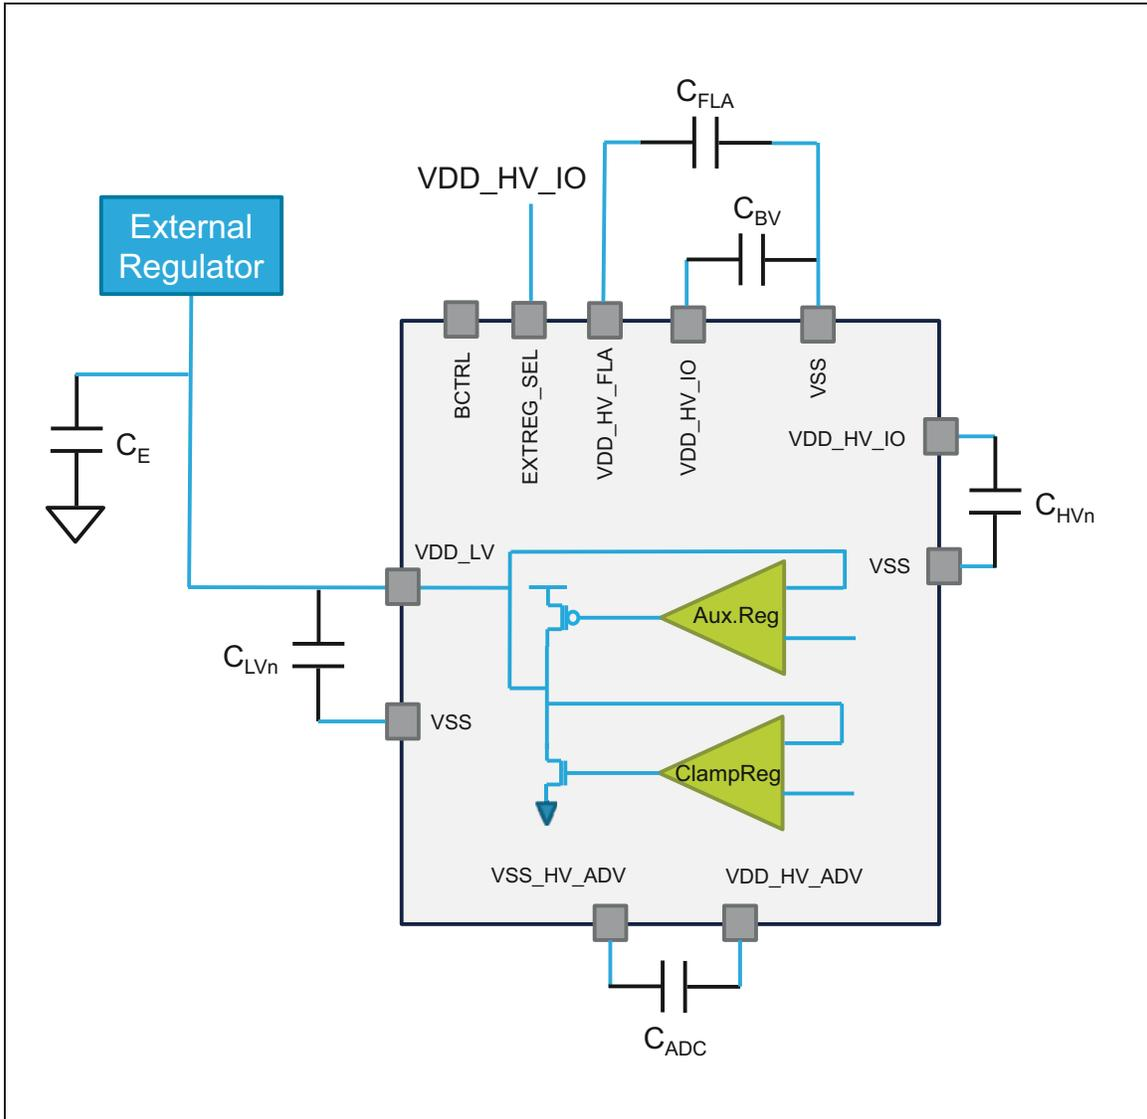 C_FLA
VDD_HV_IO
C_BV
External
Regulator
BCTRL
EXTREG_SEL
VDD_HV_FLA
VDD_HV_IO
VSS
VDD_HV_IO
C_E
C_HVn
VDD_LV
VSS
Aux.Reg
C_LVn
VSS
ClampReg
VSS_HV_ADV
VDD_HV_ADV
C_ADC